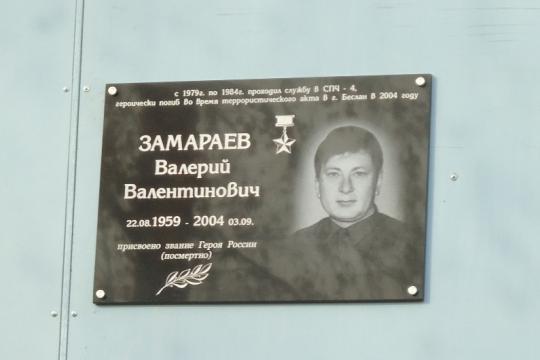 с 1979г. по 1984г. проходил службу в СПЧ - 4,
героически погиб во время террористического акта в г. Беслан в 2004 году
ЗАМАРАЕВ
Валерий
Валентинович
22.08.1959 - 2004 03.09.
присвоено звание Героя России
(посмертно)